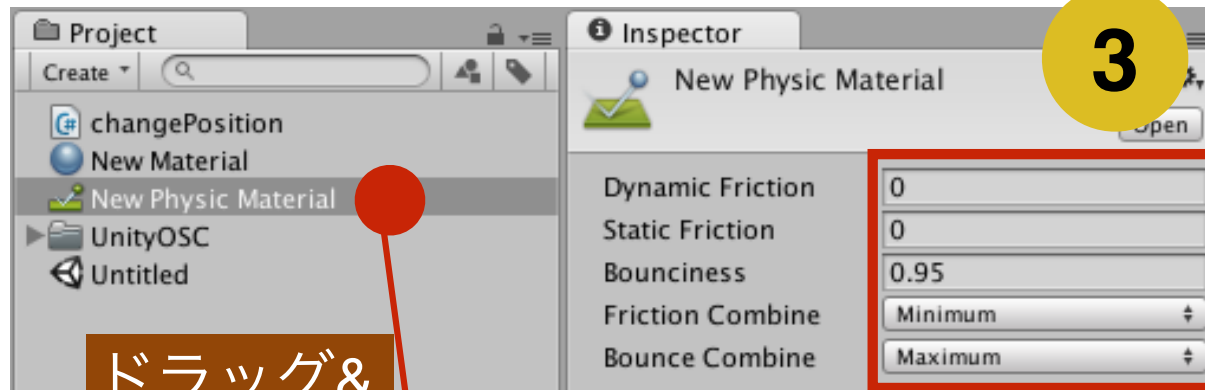 Project
Create
changePosition
New Material
New Physic Material
UnityOSC
Untitled
ドラッグ&
Inspector
3
New Physic Material
Open
Dynamic Friction 0
Static Friction 0
Bounciness 0.95
Friction Combine Minimum
Bounce Combine Maximum